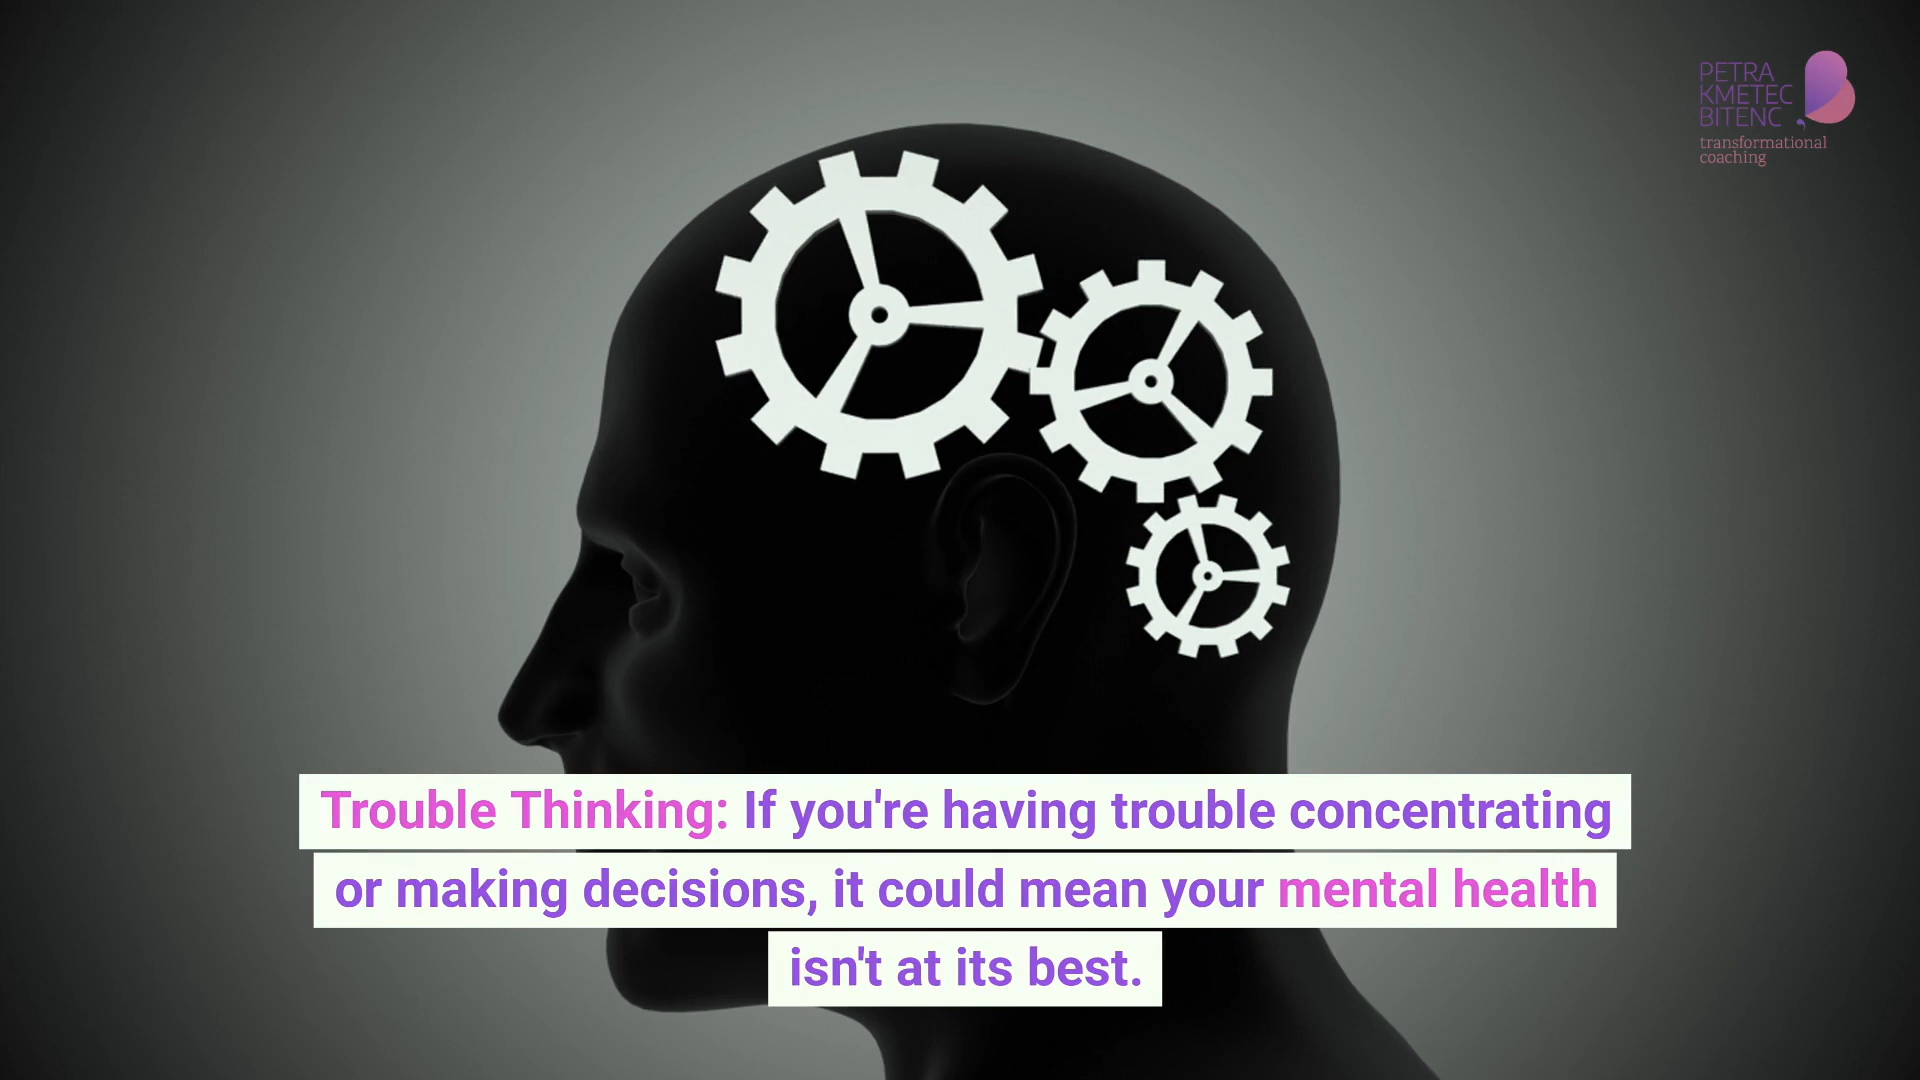 PETRA
KMETEC
BITENC
transformational
coaching
Trouble Thinking: If you're having trouble concentrating
or making decisions, it could mean your mental health
isn't at its best.